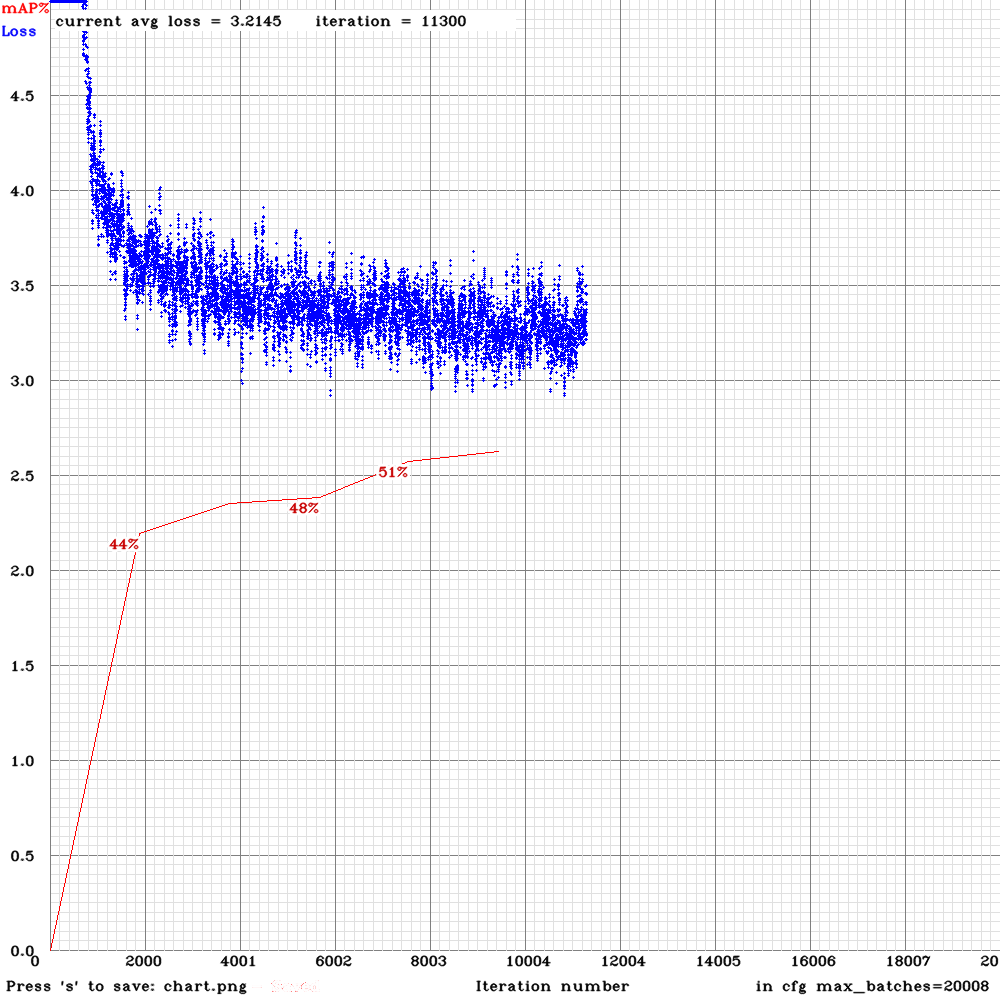 mAP%
current avg loss = 3.2145 iteration = 11300
Loss
4.5
4.0
3.5
3.0
2.5
51%
48%
44%
2.0
1.5
1.0
0.5
0.0
0 2000 4001 6002 8003 10004 12004 14005 16006 18007 20
Press 's' to save: chart.png Iteration number in cfg max_batches=20008